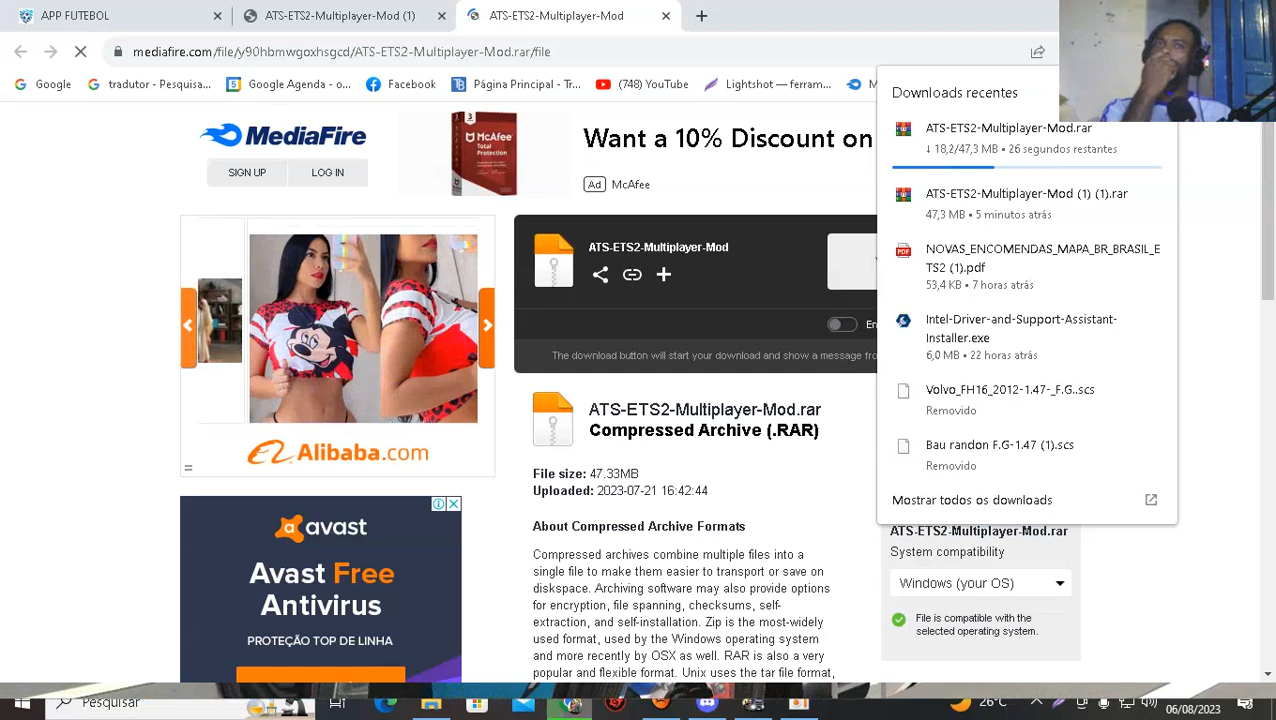 APP FUTEBOL
ATS-ETS2-Multiplayer-Mod (1)
ATS-ETS2-Multiplayer-Mod
mediafire.com/file/y90hbmwgoxhsgcd/ATS-ETS2-Multiplayer-Mod.rar/file
Google
tradutor - Pesquisa...
Google Agenda - o...
Facebook
Página Principal - Tr...
(748) YouTube
Lightshot — ferram...
Downloads recentes
ATS-ETS2-Multiplayer-Mod.rar
47,3 MB • 26 segundos restantes
ATS-ETS2-Multiplayer-Mod (1) (1).rar
47,3 MB • 5 minutos atrás
NOVAS_ENCOMENDAS_MAPA_BR_BRASIL_E
TS2 (1).pdf
53,4 KB • 7 horas atrás
Intel-Driver-and-Support-Assistant-
Installer.exe
6,0 MB • 22 horas atrás
Volvo_FH16_2012-1.47-_F.G..scs
Removido
Bau randon F.G-1.47 (1).scs
Removido
Mostrar todos os downloads
MediaFire
SIGN UP
LOG IN
McAfee
Total
Protection
Want a 10% Discount on
Ad
McAfee
ATS-ETS2-Multiplayer-Mod
The download button will start your download and show a message fro
Alibaba.com
ATS-ETS2-Multiplayer-Mod.rar
Compressed Archive (.RAR)
File size: 47.33MB
Uploaded: 2023-07-21 16:42:44
About Compressed Archive Formats
Compressed archives combine multiple files into a
single file to make them easier to transport or save on
diskspace. Archiving software may also provide options
for encryption, file spanning, checksums, self-
extraction, and self-installation. Zip is the most-widely
used format, used by the Windows operating system
and more recently by OSX as well. RAR is also a very
popular and flexible format. Unix uses the tar file format,
avast
Avast Free
Antivirus
PROTEÇÃO TOP DE LINHA
ATS-ETS2-Multiplayer-Mod.rar
System compatibility
Windows (your OS)
File is compatible with the
selected operating system.
Pesquisar
26°C
06/08/2023